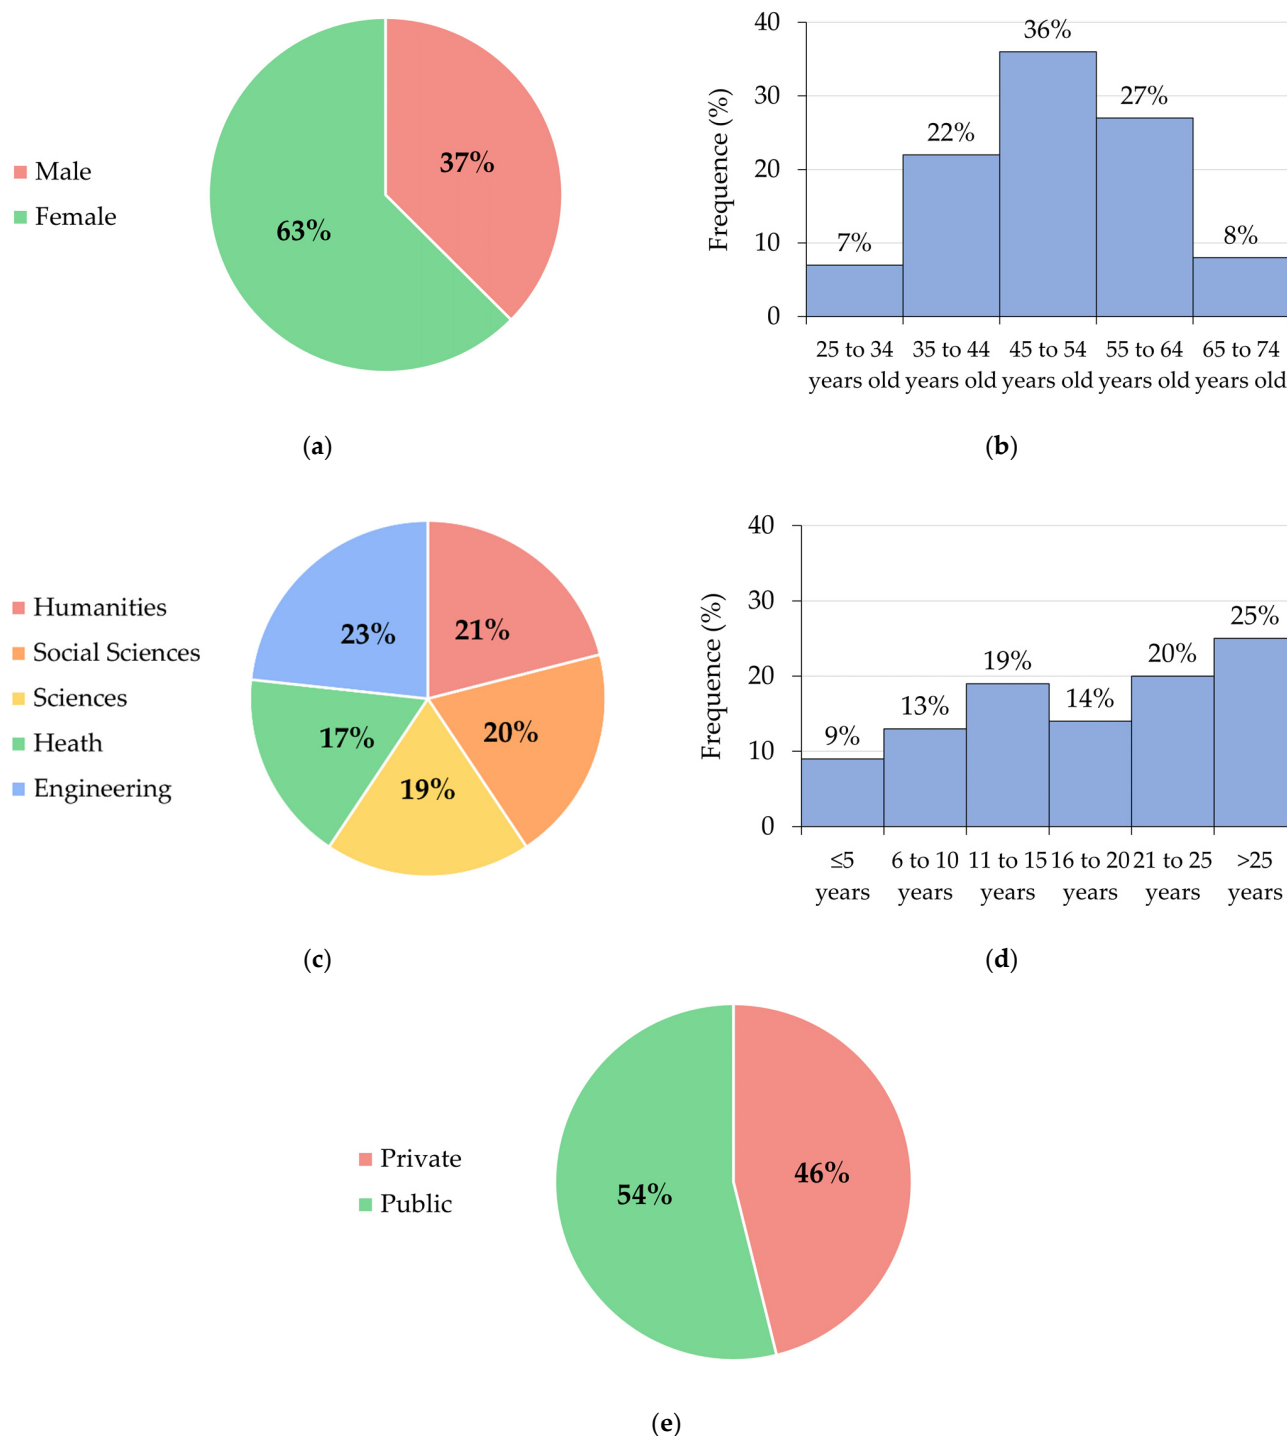 Male
Female
37%
63%
Frequence (%)
40
30
20
10
0
7%
22%
36%
27%
8%
25 to 34 35 to 44 45 to 54 55 to 64 65 to 74
years old years old years old years old years old
(a)
(b)
Humanities
Social Sciences
Sciences
Heath
Engineering
21%
20%
19%
17%
23%
Frequence (%)
40
30
20
10
0
9%
13%
19%
14%
20%
25%
≤5 6 to 10 11 to 15 16 to 20 21 to 25 >25
years years years years years years
(c)
(d)
Private
Public
46%
54%
(e)